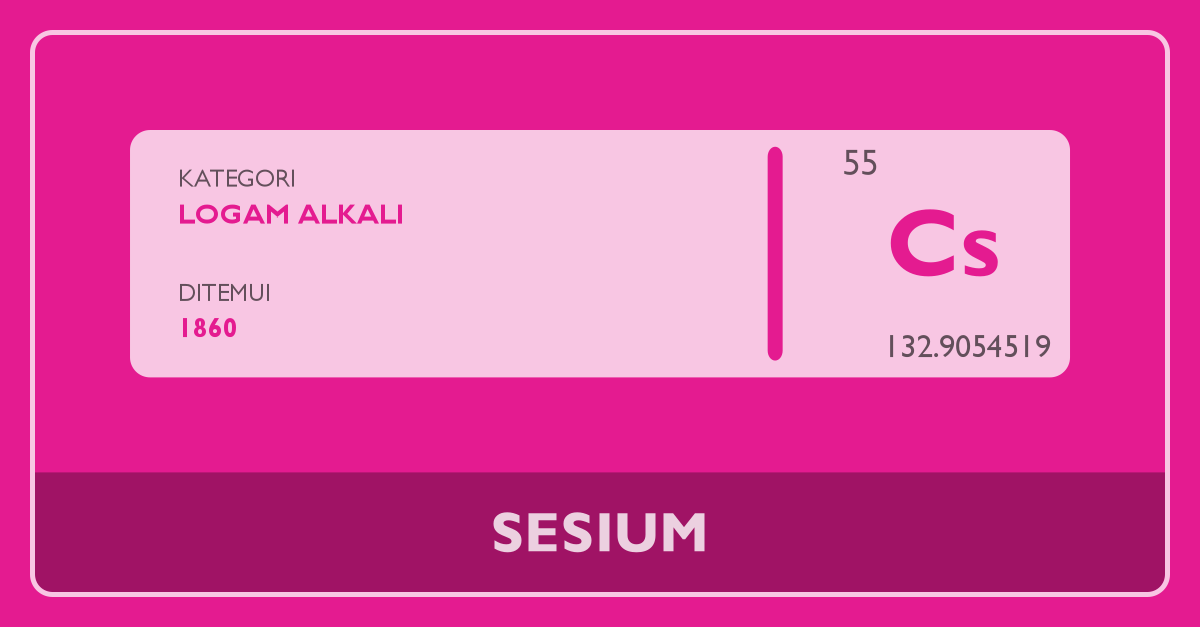 KATEGORI
LOGAM ALKALI
DITEMUI
1860
55
Cs
132.9054519
SESIUM